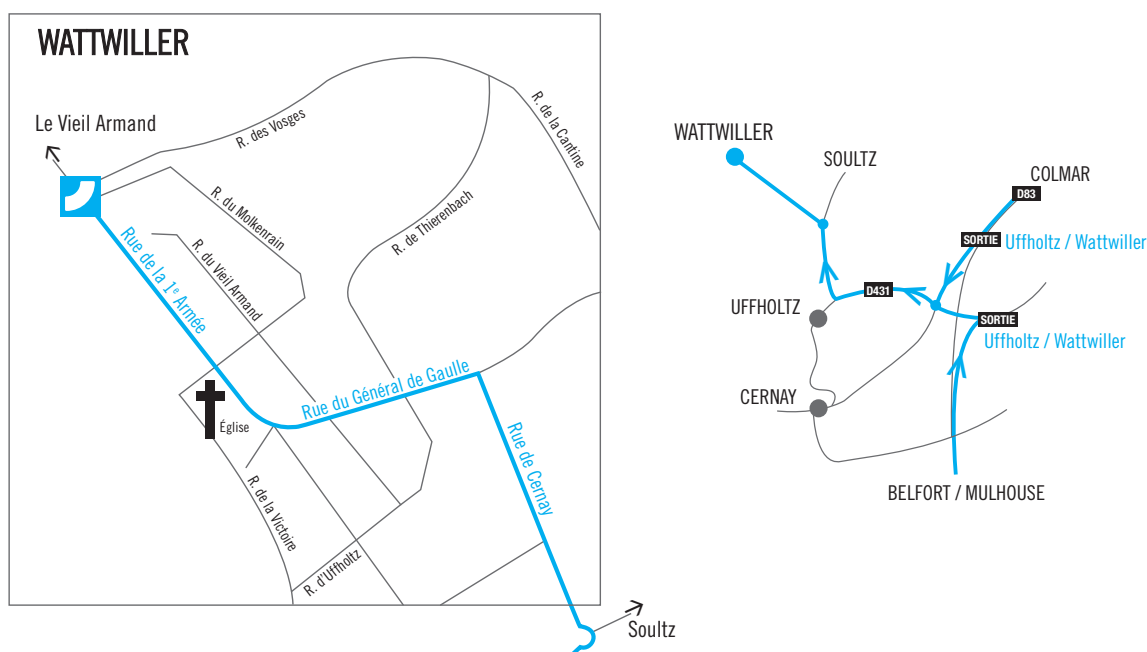 WATTWILLER
Le Vieil Armand
R. des Vosges
R. de la Cantine
R. du Molkenrain
R. de Thierenbach
R. du Vieil Armand
Rue de la 1e Armée
Rue du Général de Gaulle
Église
Rue de Cernay
R. de la Victoire
R. d'Uffholtz
Soultz
WATTWILLER
SOULTZ
COLMAR
D83
SORTIE Uffholtz / Wattwiller
D431
UFFHOLTZ
SORTIE
Uffholtz / Wattwiller
CERNAY
BELFORT / MULHOUSE